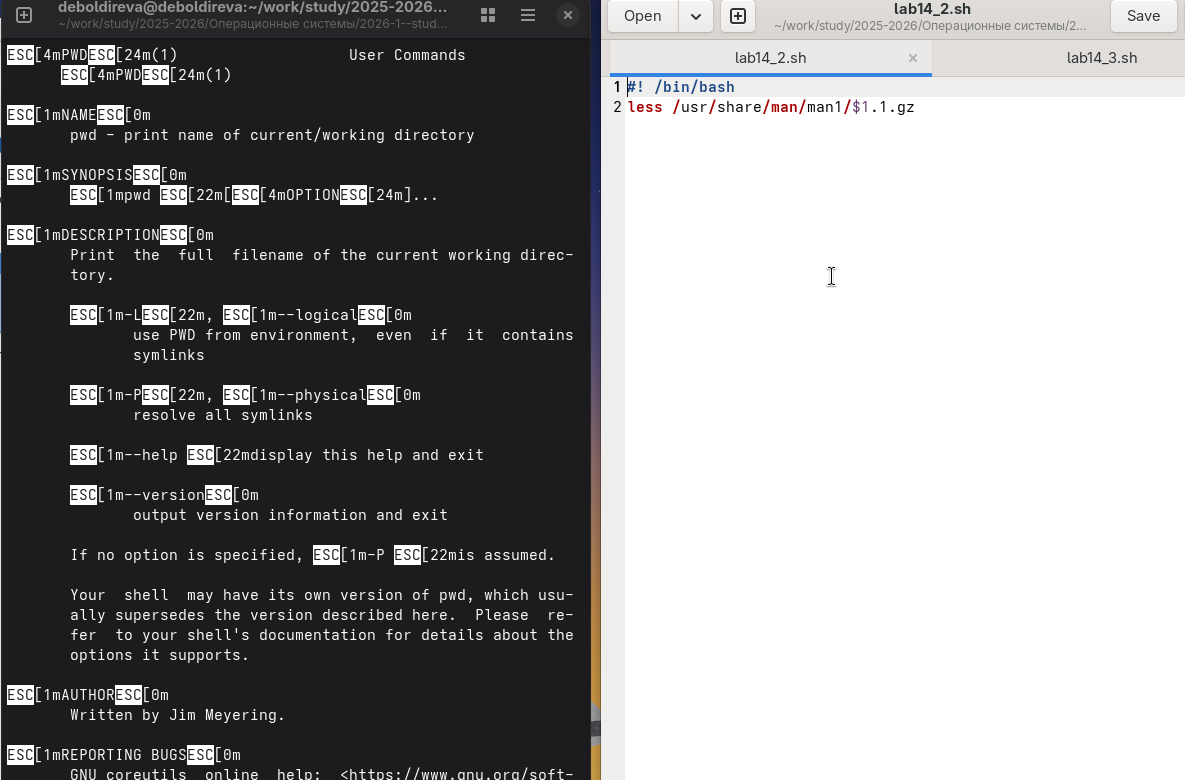 deboldireva@deboldireva:~/work/study/2025-2026...
~/work/study/2025-2026/Операционные системы/2026-1--stud...
ESC[4mPWDESC[24m(1) User Commands
ESC[4mPWDESC[24m(1)
ESC[1mNAMEESC[0m
pwd - print name of current/working directory
ESC[1mSYNOPSISESC[0m
ESC[1mpwd ESC[22m[ESC[4mOPTIONESC[24m]...
ESC[1mDESCRIPTIONESC[0m
Print the full filename of the current working direc-
tory.
ESC[1m-LESC[22m, ESC[1m--logicalESC[0m
use PWD from environment, even if it contains
symlinks
ESC[1m-PESC[22m, ESC[1m--physicalESC[0m
resolve all symlinks
ESC[1m--help ESC[22mdisplay this help and exit
ESC[1m--versionESC[0m
output version information and exit
If no option is specified, ESC[1m-P ESC[22mis assumed.
Your shell may have its own version of pwd, which usu-
ally supersedes the version described here. Please re-
fer to your shell's documentation for details about the
options it supports.
ESC[1mAUTHORESC[0m
Written by Jim Meyering.
ESC[1mREPORTING BUGSESC[0m
GNU coreutils online help: <https://www.gnu.org/soft-
Open
lab14_2.sh
~/work/study/2025-2026/Операционные системы/2...
Save
lab14_2.sh
lab14_3.sh
1 #! /bin/bash
2 less /usr/share/man/man1/$1.1.gz